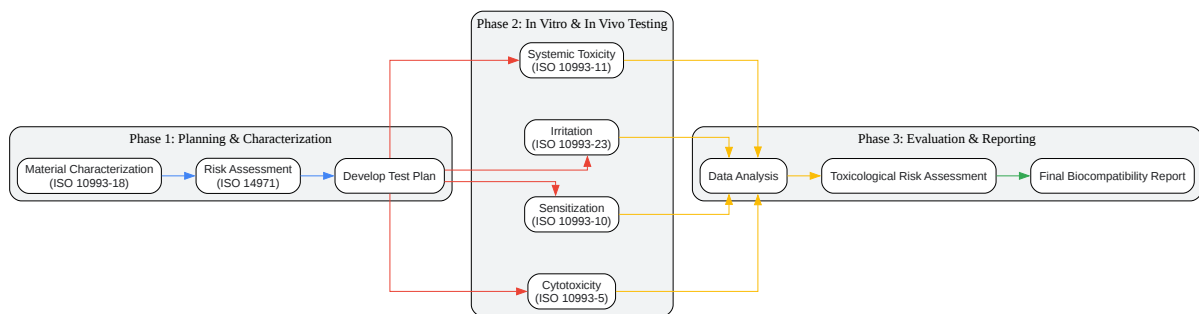 Phase 1: Planning & Characterization
Material Characterization
(ISO 10993-18)
Risk Assessment
(ISO 14971)
Develop Test Plan
Phase 2: In Vitro & In Vivo Testing
Systemic Toxicity
(ISO 10993-11)
Irritation
(ISO 10993-23)
Sensitization
(ISO 10993-10)
Cytotoxicity
(ISO 10993-5)
Phase 3: Evaluation & Reporting
Data Analysis
Toxicological Risk Assessment
Final Biocompatibility Report